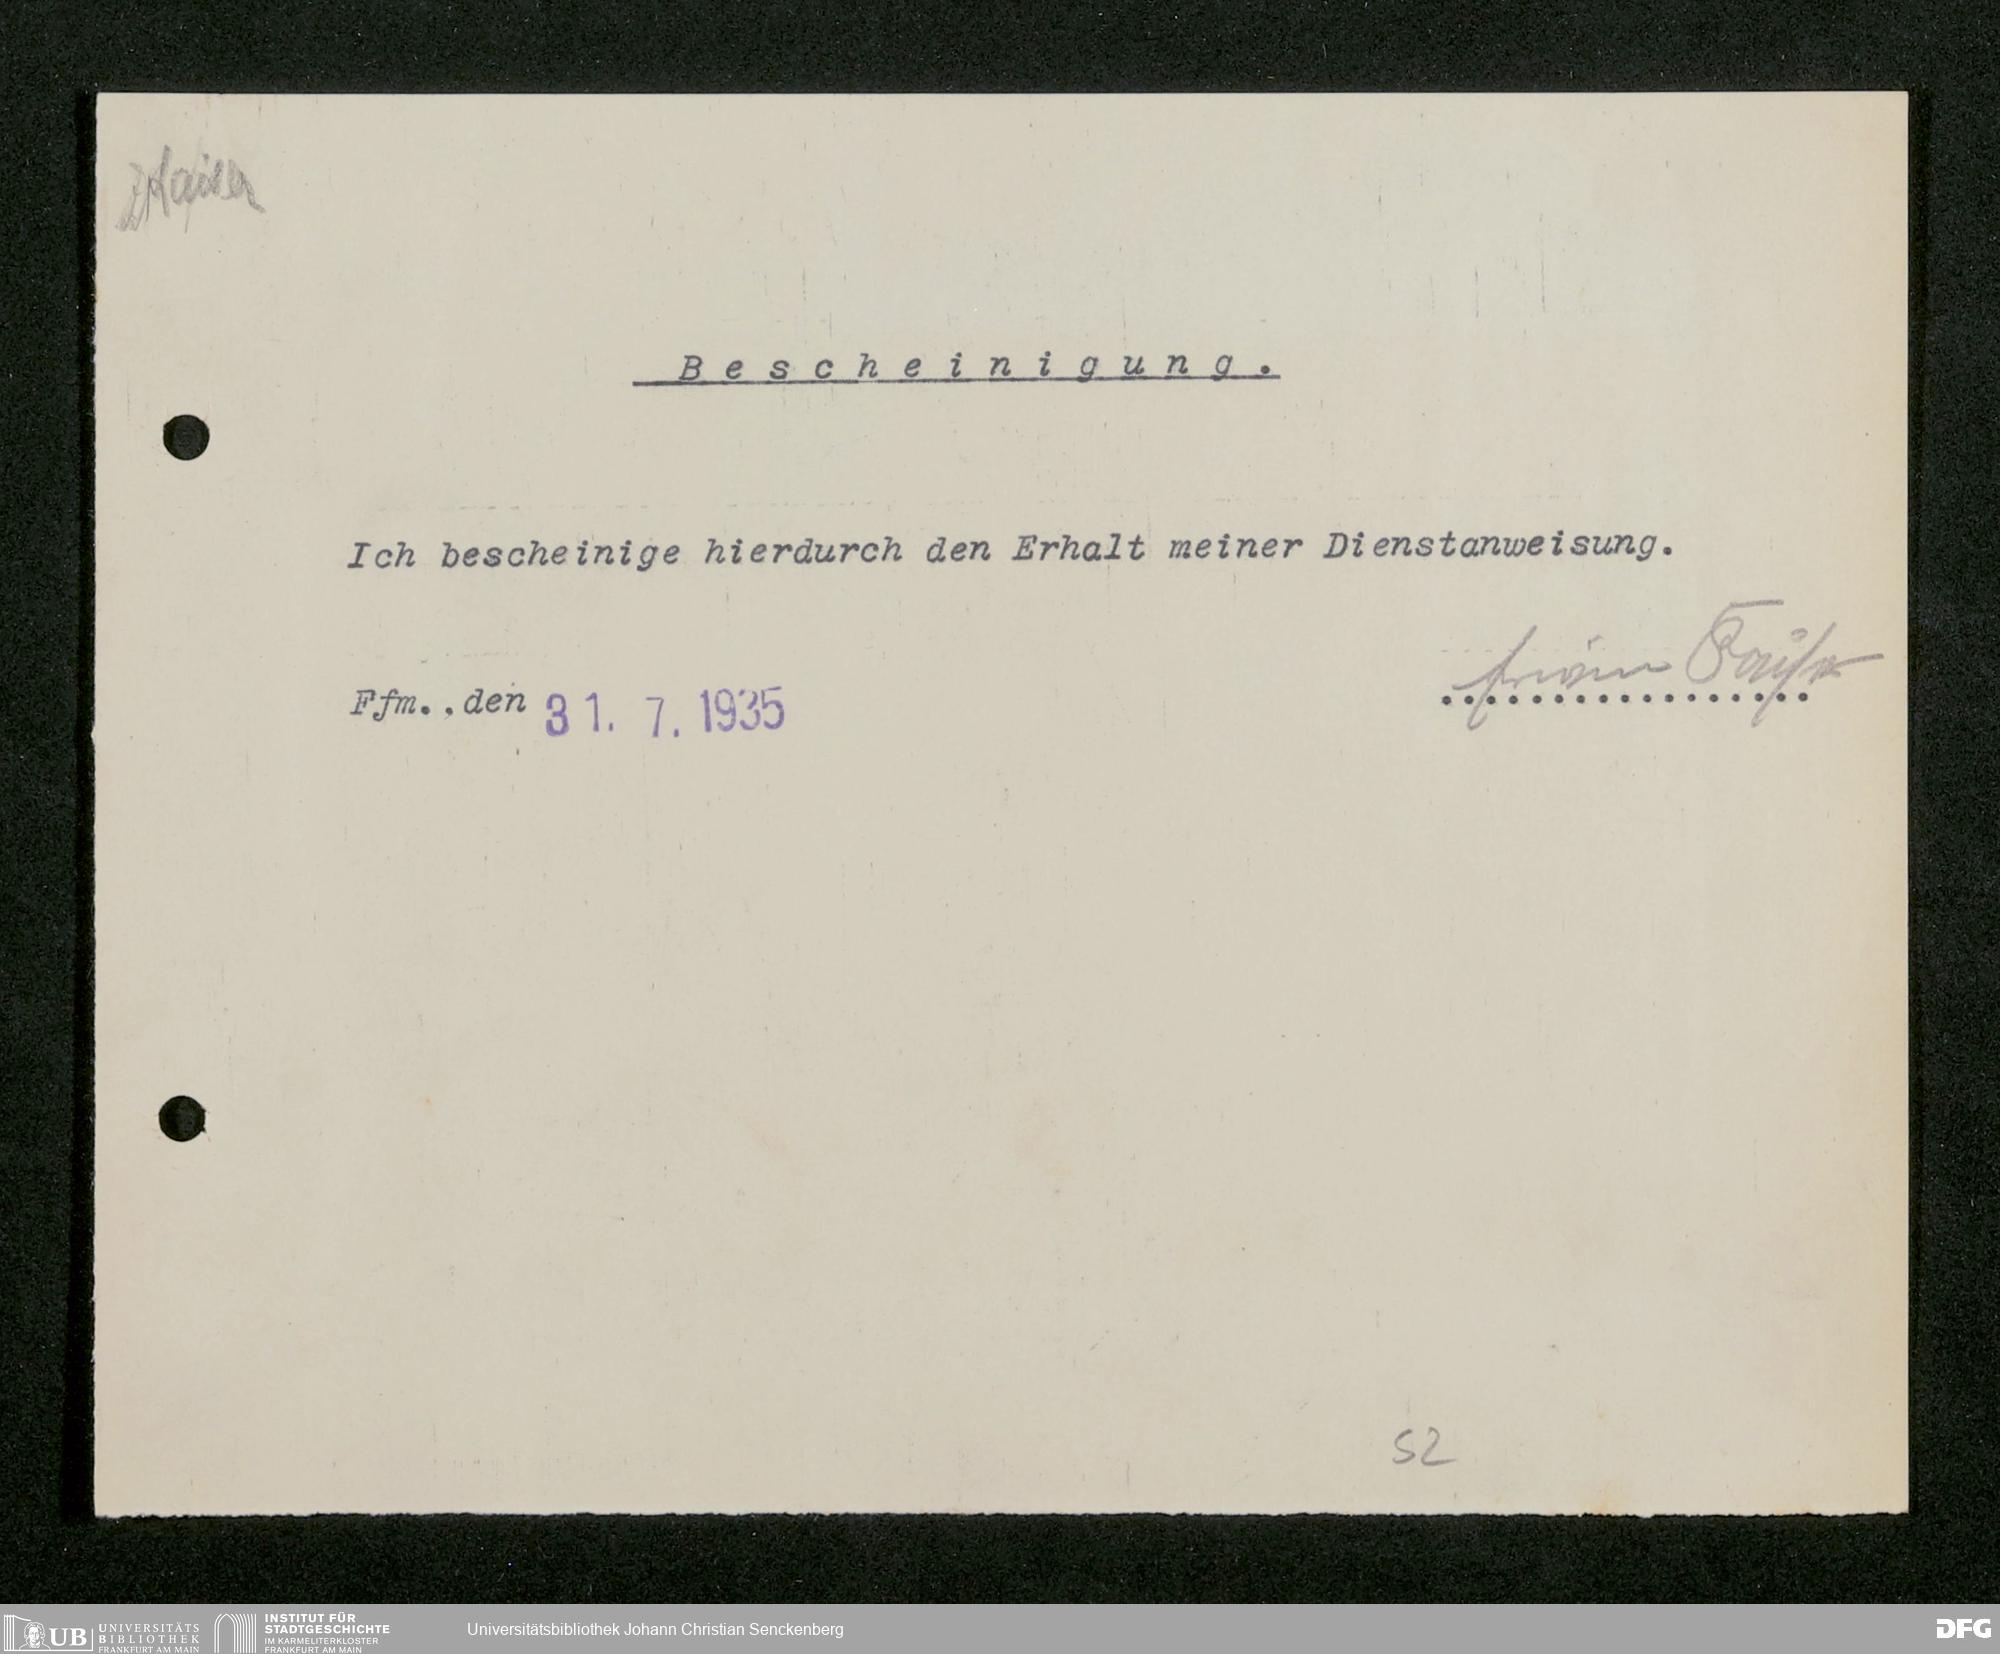 Bescheinigung.
Ich bescheinige hierdurch den Erhalt meiner Dienstanweisung.
Erwin Kaiser
Ffm., den 31. 7. 1935
52
UB UNIVERSITÄTS
BIBLIOTHEK
FRANKFURT AM MAIN
INSTITUT FÜR
STADTGESCHICHTE
IM KARMELITERKLOSTER
FRANKFURT AM MAIN
Universitätsbibliothek Johann Christian Senckenberg
DFG